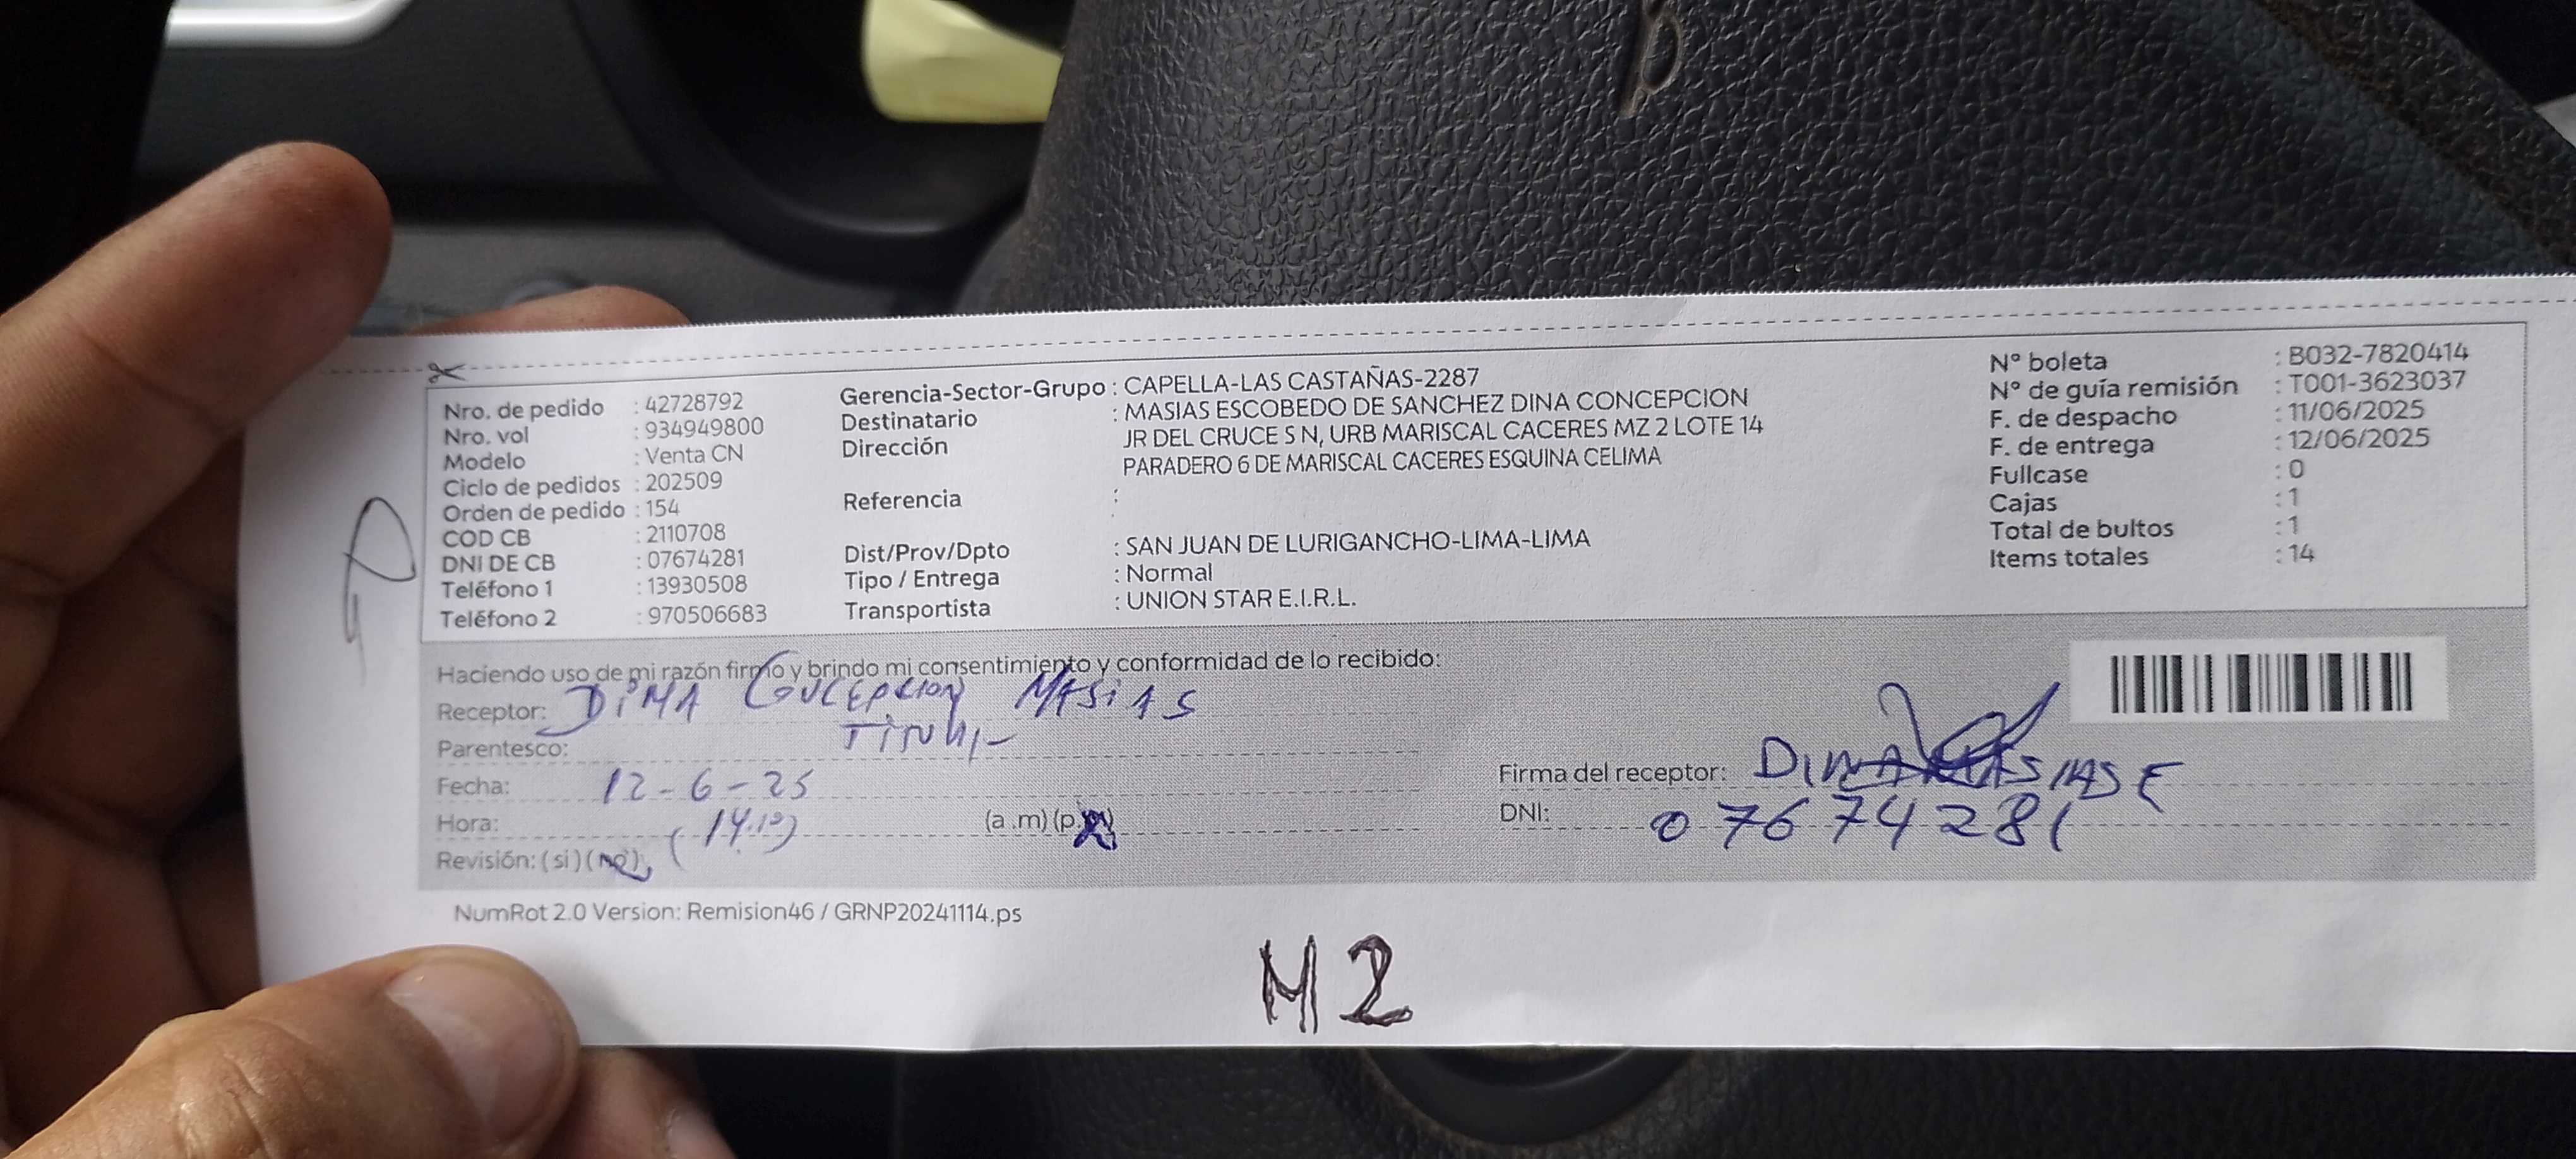 Nro. de pedido : 42728792
Nro. vol : 934949800
Modelo : Venta CN
Ciclo de pedidos : 202509
Orden de pedido : 154
COD CB : 2110708
DNI DE CB : 07674281
Teléfono 1 : 13930508
Teléfono 2 : 970506683
Gerencia-Sector-Grupo : CAPELLA-LAS CASTAÑAS-2287
Destinatario : MASIAS ESCOBEDO DE SANCHEZ DINA CONCEPCION
Dirección JR DEL CRUCE S N, URB MARISCAL CACERES MZ 2 LOTE 14
PARADERO 6 DE MARISCAL CACERES ESQUINA CELIMA
Referencia :
:
Dist/Prov/Dpto : SAN JUAN DE LURIGANCHO-LIMA-LIMA
Tipo / Entrega : Normal
Transportista : UNION STAR E.I.R.L.
N° boleta : B032-7820414
N° de guía remisión : T001-3623037
F. de despacho : 11/06/2025
F. de entrega : 12/06/2025
Fullcase : 0
Cajas : 1
Total de bultos : 1
Items totales : 14
Haciendo uso de mi razón firmo y brindo mi consentimiento y conformidad de lo recibido:
Receptor: DiMA Concepcion MASiAS
Parentesco:
Fecha: 12-6-25
Hora: (a.m) (p.m)
Revisión: (si) (no)
Firma del receptor: DINA MASIAS E
DNI: 07674281
NumRot 2.0 Version: Remision46 / GRNP20241114.ps
M2